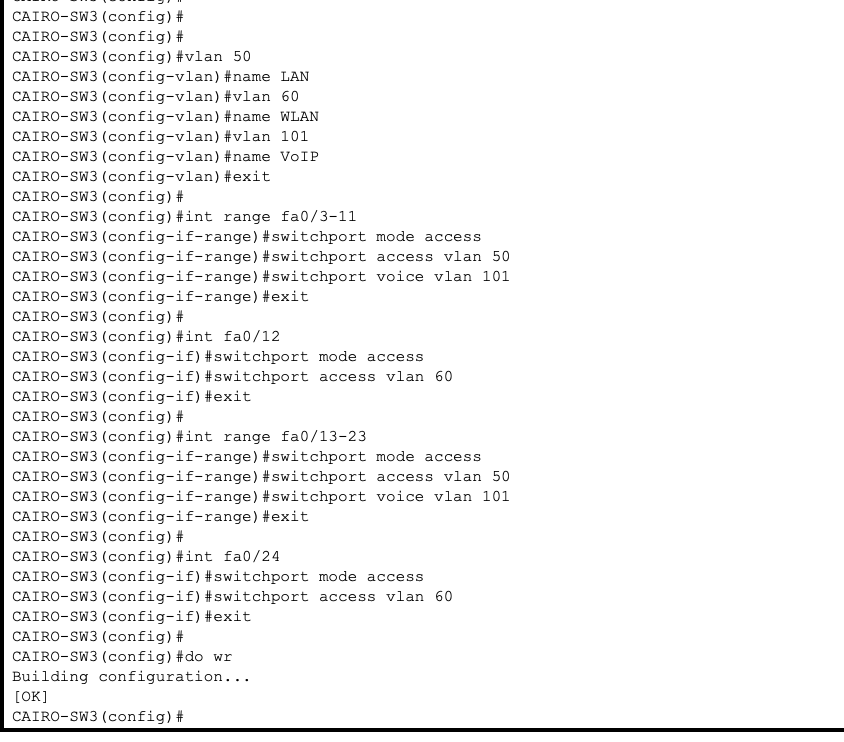 CAIRO-SW3(config)#
CAIRO-SW3(config)#
CAIRO-SW3(config)#
CAIRO-SW3(config)#vlan 50
CAIRO-SW3(config-vlan)#name LAN
CAIRO-SW3(config-vlan)#vlan 60
CAIRO-SW3(config-vlan)#name WLAN
CAIRO-SW3(config-vlan)#vlan 101
CAIRO-SW3(config-vlan)#name VoIP
CAIRO-SW3(config-vlan)#exit
CAIRO-SW3(config)#
CAIRO-SW3(config)#int range fa0/3-11
CAIRO-SW3(config-if-range)#switchport mode access
CAIRO-SW3(config-if-range)#switchport access vlan 50
CAIRO-SW3(config-if-range)#switchport voice vlan 101
CAIRO-SW3(config-if-range)#exit
CAIRO-SW3(config)#
CAIRO-SW3(config)#int fa0/12
CAIRO-SW3(config-if)#switchport mode access
CAIRO-SW3(config-if)#switchport access vlan 60
CAIRO-SW3(config-if)#exit
CAIRO-SW3(config)#
CAIRO-SW3(config)#int range fa0/13-23
CAIRO-SW3(config-if-range)#switchport mode access
CAIRO-SW3(config-if-range)#switchport access vlan 50
CAIRO-SW3(config-if-range)#switchport voice vlan 101
CAIRO-SW3(config-if-range)#exit
CAIRO-SW3(config)#
CAIRO-SW3(config)#int fa0/24
CAIRO-SW3(config-if)#switchport mode access
CAIRO-SW3(config-if)#switchport access vlan 60
CAIRO-SW3(config-if)#exit
CAIRO-SW3(config)#
CAIRO-SW3(config)#do wr
Building configuration...
[OK]
CAIRO-SW3(config)#